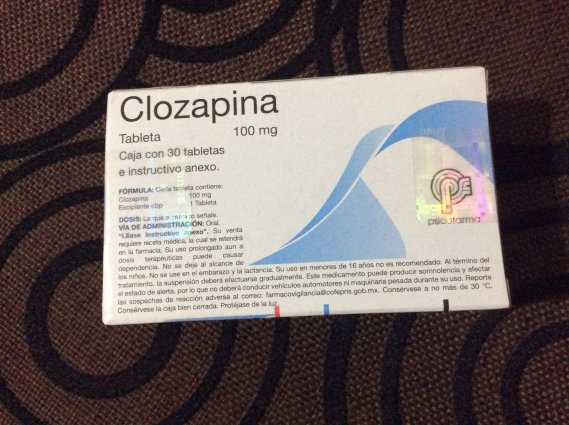 Clozapina
Tableta 100 mg
Caja con 30 tabletas
e instructivo anexo.
FÓRMULA: Cada tableta contiene:
Clozapina 100 mg
Excipiente cbp 1 Tableta
DOSIS: La que el médico señale.
VÍA DE ADMINISTRACIÓN: Oral.
"Léase instructivo anexo". Su venta
requiere receta médica, la cual se retendrá
en la farmacia. Su uso prolongado aun a
dosis terapéuticas puede causar
dependencia. No se deje al alcance de
los niños. No se use en el embarazo y la lactancia. Su uso en menores de 16 años no es recomendado. Al término del
tratamiento, la suspensión deberá efectuarse gradualmente. Este medicamento puede producir somnolencia y afectar
el estado de alerta, por lo que no deberá conducir vehículos automotores ni maquinaria pesada durante su uso. Reporte
las sospechas de reacción adversa al correo: farmacovigilancia@cofepris.gob.mx. Consérvese a no más de 30 °C.
Consérvese la caja bien cerrada. Protéjase de la luz.
psicofarma